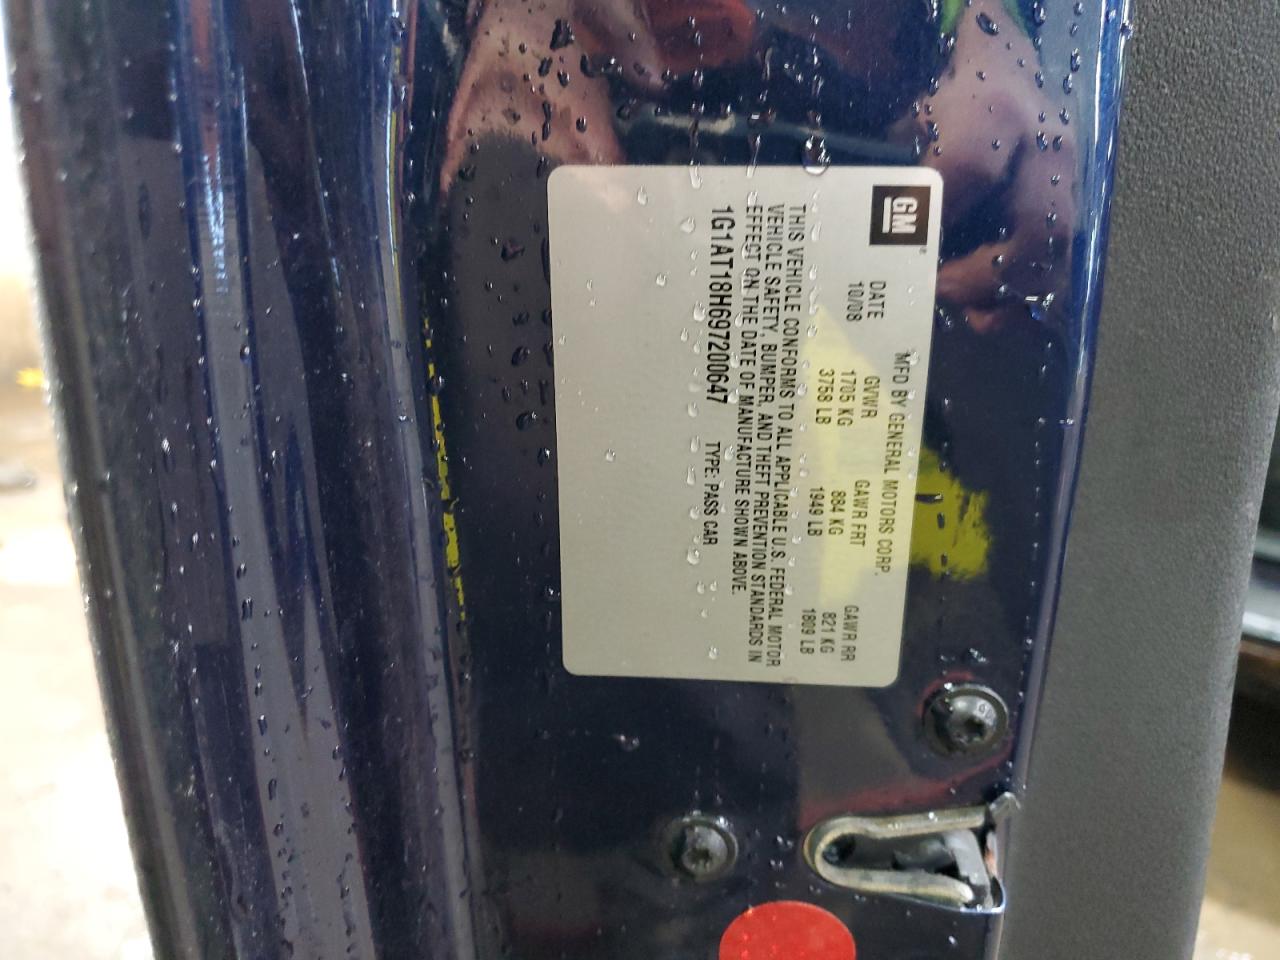 GM
MFD BY GENERAL MOTORS CORP.
DATE GVWR GAWR FRT GAWR RR
10/08 1705 KG 884 KG 821 KG
3758 LB 1949 LB 1809 LB
THIS VEHICLE CONFORMS TO ALL APPLICABLE U.S. FEDERAL MOTOR
VEHICLE SAFETY, BUMPER, AND THEFT PREVENTION STANDARDS IN
EFFECT ON THE DATE OF MANUFACTURE SHOWN ABOVE.
1G1AT18H697200647 TYPE: PASS CAR